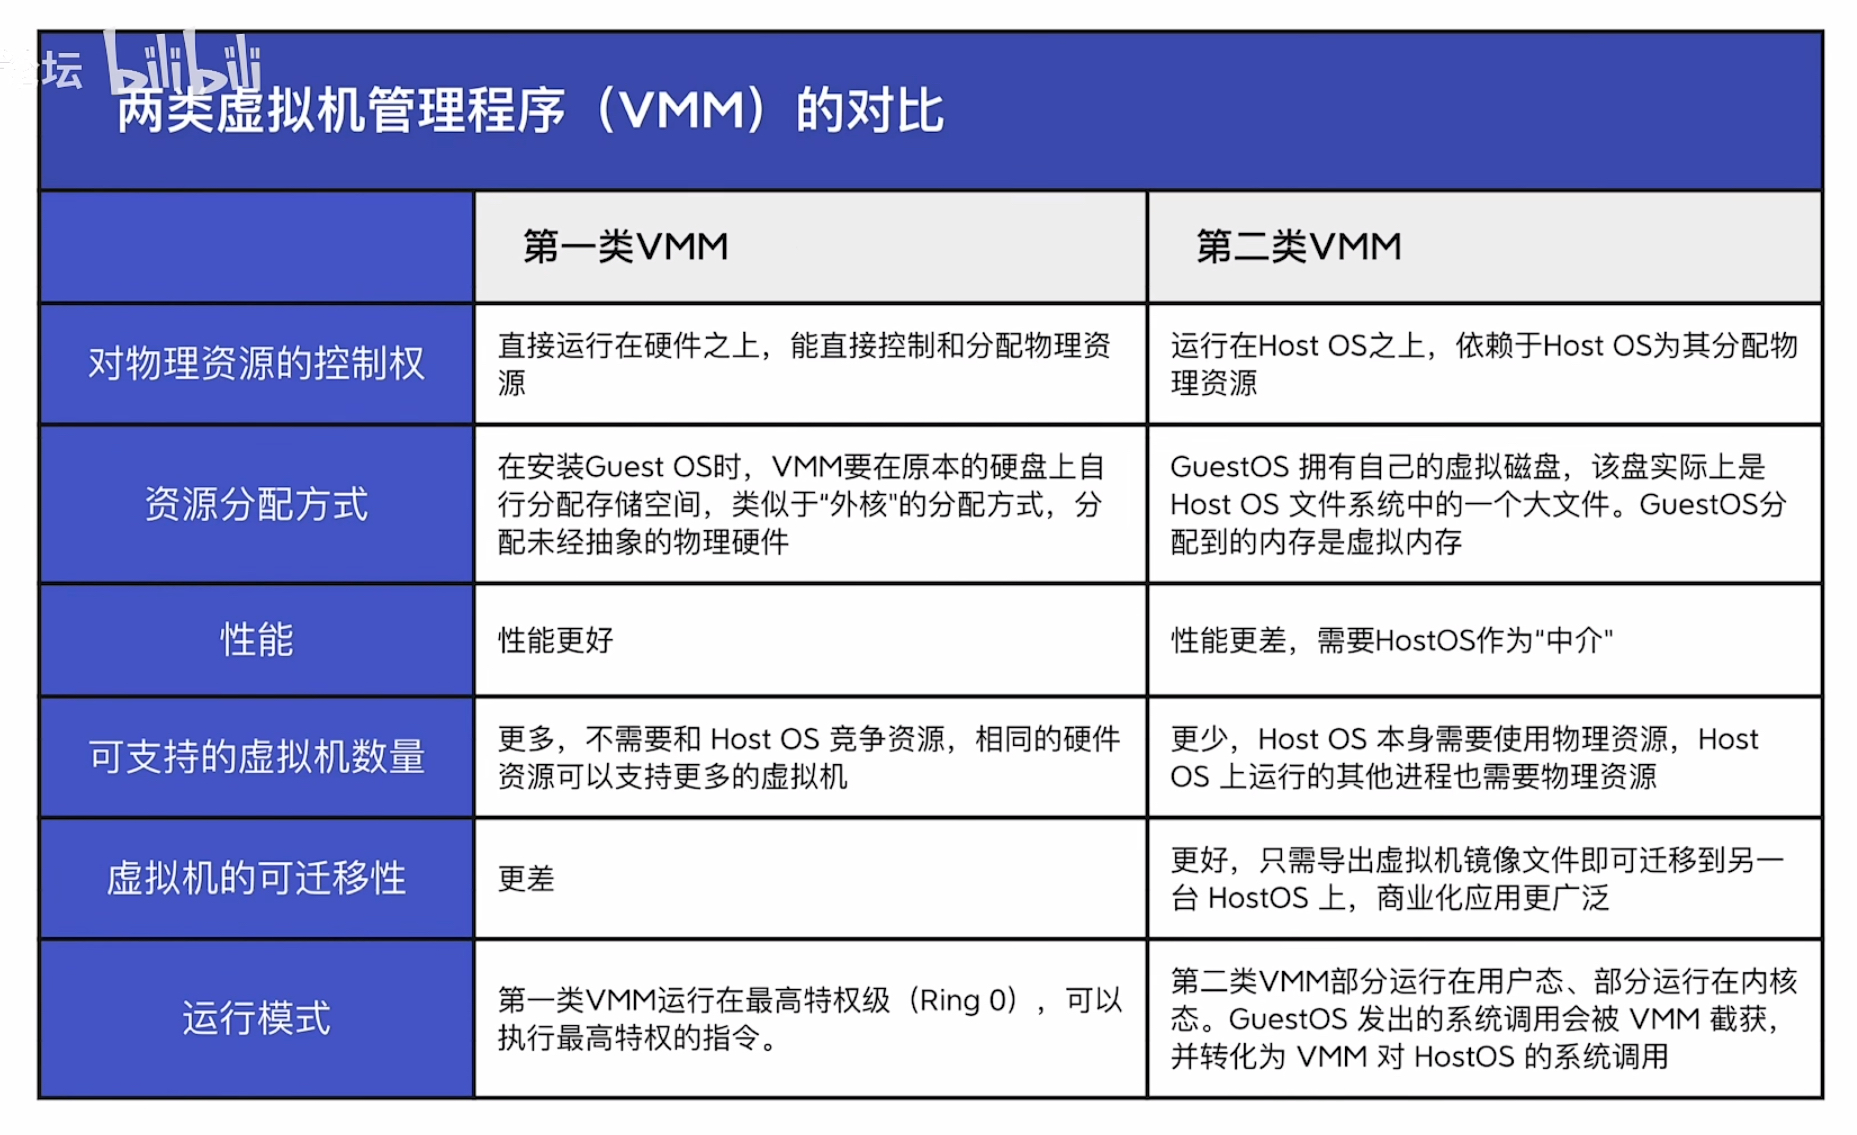 坛 bilibili
两类虚拟机管理程序（VMM）的对比
第一类VMM
第二类VMM
对物理资源的控制权
直接运行在硬件之上，能直接控制和分配物理资
源
运行在Host OS之上，依赖于Host OS为其分配物
理资源
资源分配方式
在安装Guest OS时，VMM要在原本的硬盘上自
行分配存储空间，类似于"外核"的分配方式，分
配未经抽象的物理硬件
GuestOS 拥有自己的虚拟磁盘，该盘实际上是
Host OS 文件系统中的一个大文件。GuestOS分
配到的内存是虚拟内存
性能
性能更好
性能更差，需要HostOS作为"中介"
可支持的虚拟机数量
更多，不需要和 Host OS 竞争资源，相同的硬件
资源可以支持更多的虚拟机
更少，Host OS 本身需要使用物理资源，Host
OS 上运行的其他进程也需要物理资源
虚拟机的可迁移性
更差
更好，只需导出虚拟机镜像文件即可迁移到另一
台 HostOS 上，商业化应用更广泛
运行模式
第一类VMM运行在最高特权级（Ring 0），可以
执行最高特权的指令。
第二类VMM部分运行在用户态、部分运行在内核
态。GuestOS 发出的系统调用会被 VMM 截获，
并转化为 VMM 对 HostOS 的系统调用